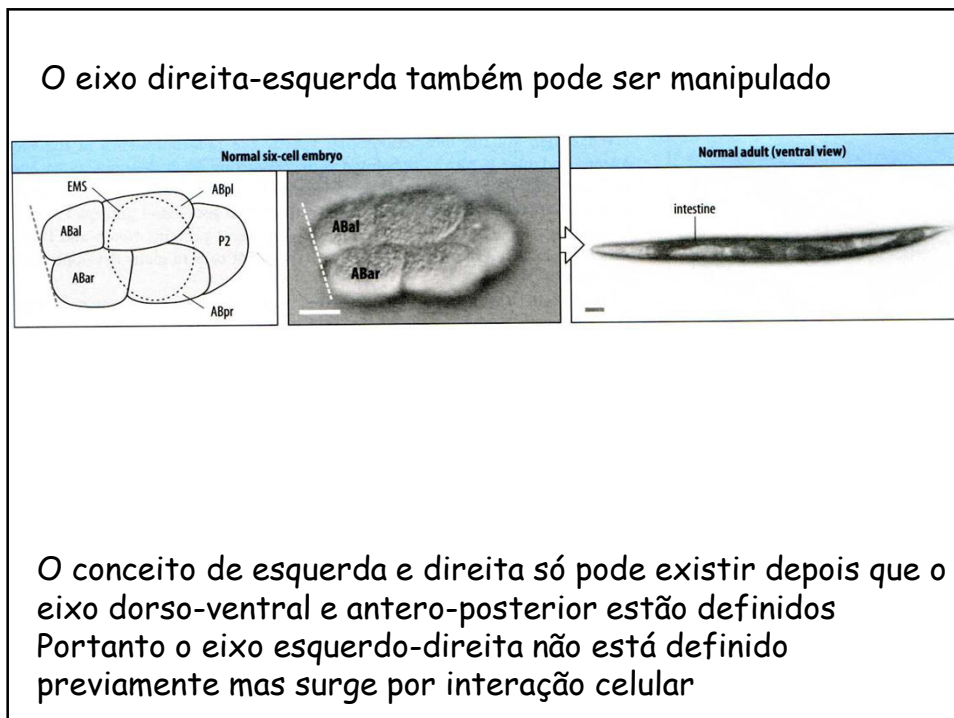 O eixo direita-esquerda também pode ser manipulado
Normal six-cell embryo
Normal adult (ventral view)
EMS
ABpl
ABal
P2
ABar
ABpr
ABal
ABar
intestine
O conceito de esquerda e direita só pode existir depois que o
eixo dorso-ventral e antero-posterior estão definidos
Portanto o eixo esquerdo-direita não está definido
previamente mas surge por interação celular